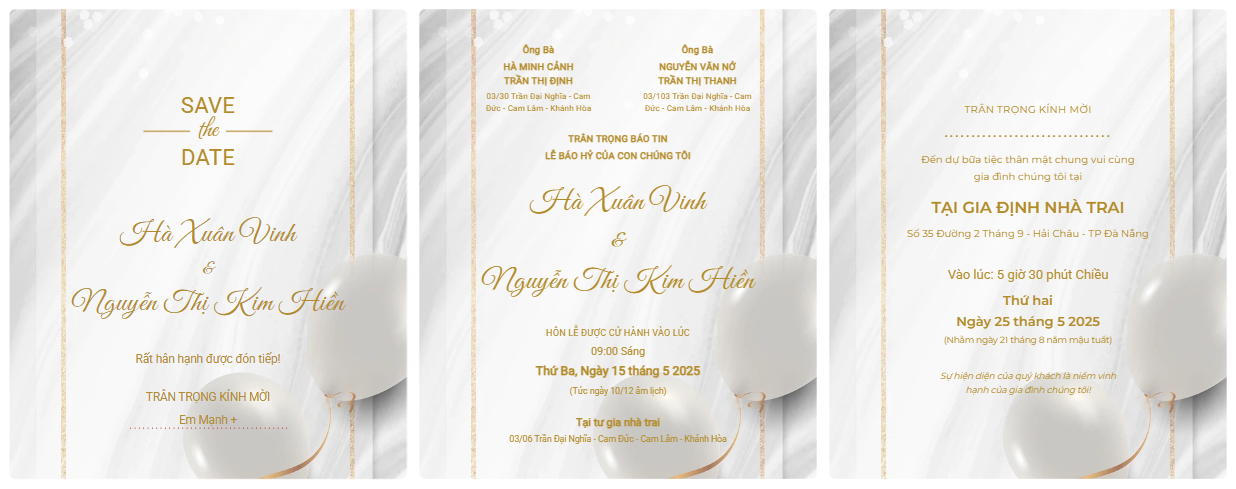 SAVE
the
DATE
Hà Xuân Vinh
&
Nguyễn Thị Kim Hiền
Rất hân hạnh được đón tiếp!
TRÂN TRỌNG KÍNH MỜI
Em Mạnh +
Ông Bà
HÀ MINH CẢNH
TRẦN THỊ ĐỊNH
03/30 Trần Đại Nghĩa - Cam
Đức - Cam Lâm - Khánh Hòa
Ông Bà
NGUYỄN VĂN NỞ
TRẦN THỊ THANH
03/103 Trần Đại Nghĩa - Cam
Đức - Cam Lâm - Khánh Hòa
TRÂN TRỌNG BÁO TIN
LỄ BÁO HỶ CỦA CON CHÚNG TÔI
Hà Xuân Vinh
&
Nguyễn Thị Kim Hiền
HÔN LỄ ĐƯỢC CỬ HÀNH VÀO LÚC
09:00 Sáng
Thứ Ba, Ngày 15 tháng 5 2025
(Tức ngày 10/12 âm lịch)
Tại tư gia nhà trai
03/06 Trần Đại Nghĩa - Cam Đức - Cam Lâm - Khánh Hòa
TRÂN TRỌNG KÍNH MỜI
Đến dự bữa tiệc thân mật chung vui cùng
gia đình chúng tôi tại
TẠI GIA ĐỊNH NHÀ TRAI
Số 35 Đường 2 Tháng 9 - Hải Châu - TP Đà Nẵng
Vào lúc: 5 giờ 30 phút Chiều
Thứ hai
Ngày 25 tháng 5 2025
(Nhằm ngày 21 tháng 8 năm mậu tuất)
Sự hiện diện của quý khách là niềm vinh
hạnh của gia đình chúng tôi!